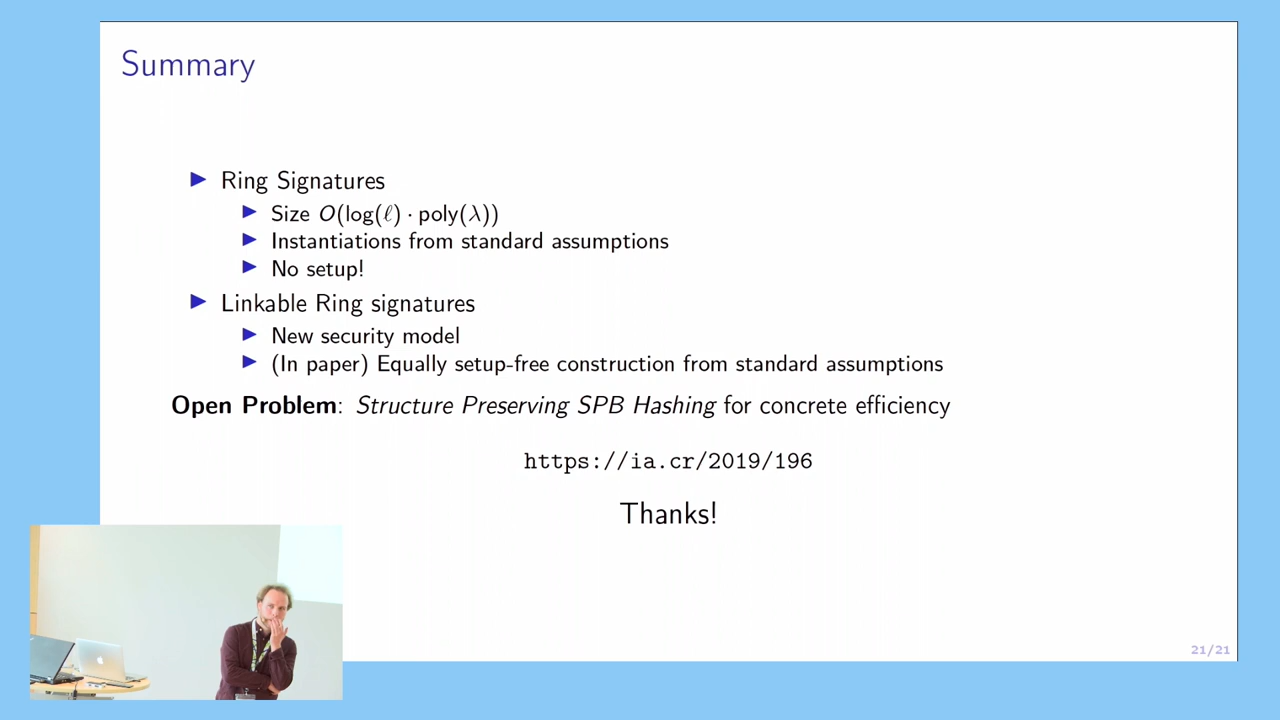 Summary
▶ Ring Signatures
▶ Size O(log(ℓ) · poly(λ))
▶ Instantiations from standard assumptions
▶ No setup!
▶ Linkable Ring signatures
▶ New security model
▶ (In paper) Equally setup-free construction from standard assumptions
Open Problem: Structure Preserving SPB Hashing for concrete efficiency
https://ia.cr/2019/196
Thanks!
21/21